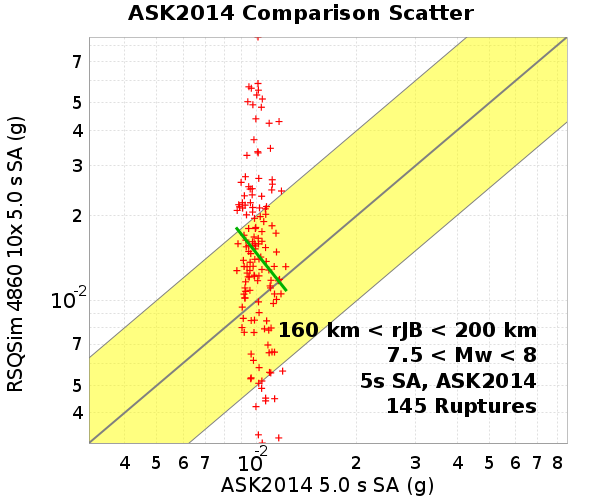 ASK2014 Comparison Scatter
RSQSim 4860 10x 5.0 s SA (g)
7
5
4
3
2
10-2
7
5
4
160 km < rJB < 200 km
7.5 < Mw < 8
5s SA, ASK2014
145 Ruptures
4 5 6 7 10-2 2 3 4 5 6 7 8
ASK2014 5.0 s SA (g)